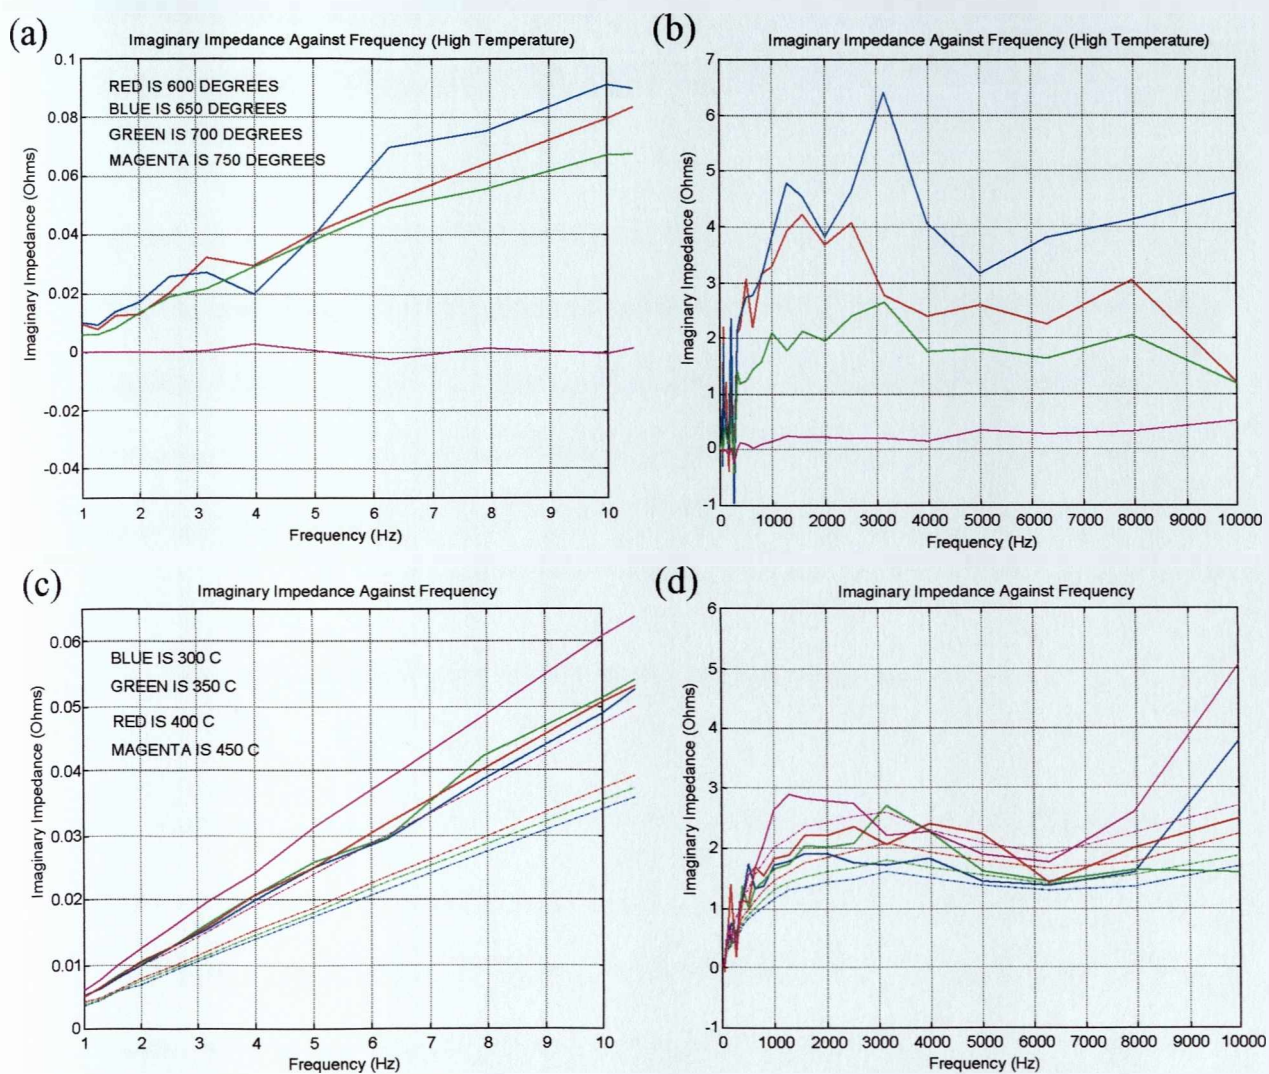 (a)
Imaginary Impedance Against Frequency (High Temperature)
0.1
0.08
0.06
0.04
0.02
0
-0.02
-0.04
Imaginary Impedance (Ohms)
RED IS 600 DEGREES
BLUE IS 650 DEGREES
GREEN IS 700 DEGREES
MAGENTA IS 750 DEGREES
1 2 3 4 5 6 7 8 9 10
Frequency (Hz)
(b)
Imaginary Impedance Against Frequency (High Temperature)
7
6
5
4
3
2
1
0
-1
Imaginary Impedance (Ohms)
0 1000 2000 3000 4000 5000 6000 7000 8000 9000 10000
Frequency (Hz)
(c)
Imaginary Impedance Against Frequency
0.06
0.05
0.04
0.03
0.02
0.01
0
Imaginary Impedance (Ohms)
BLUE IS 300 C
GREEN IS 350 C
RED IS 400 C
MAGENTA IS 450 C
1 2 3 4 5 6 7 8 9 10
Frequency (Hz)
(d)
Imaginary Impedance Against Frequency
6
5
4
3
2
1
0
-1
Imaginary Impedance (Ohms)
0 1000 2000 3000 4000 5000 6000 7000 8000 9000 10000
Frequency (Hz)